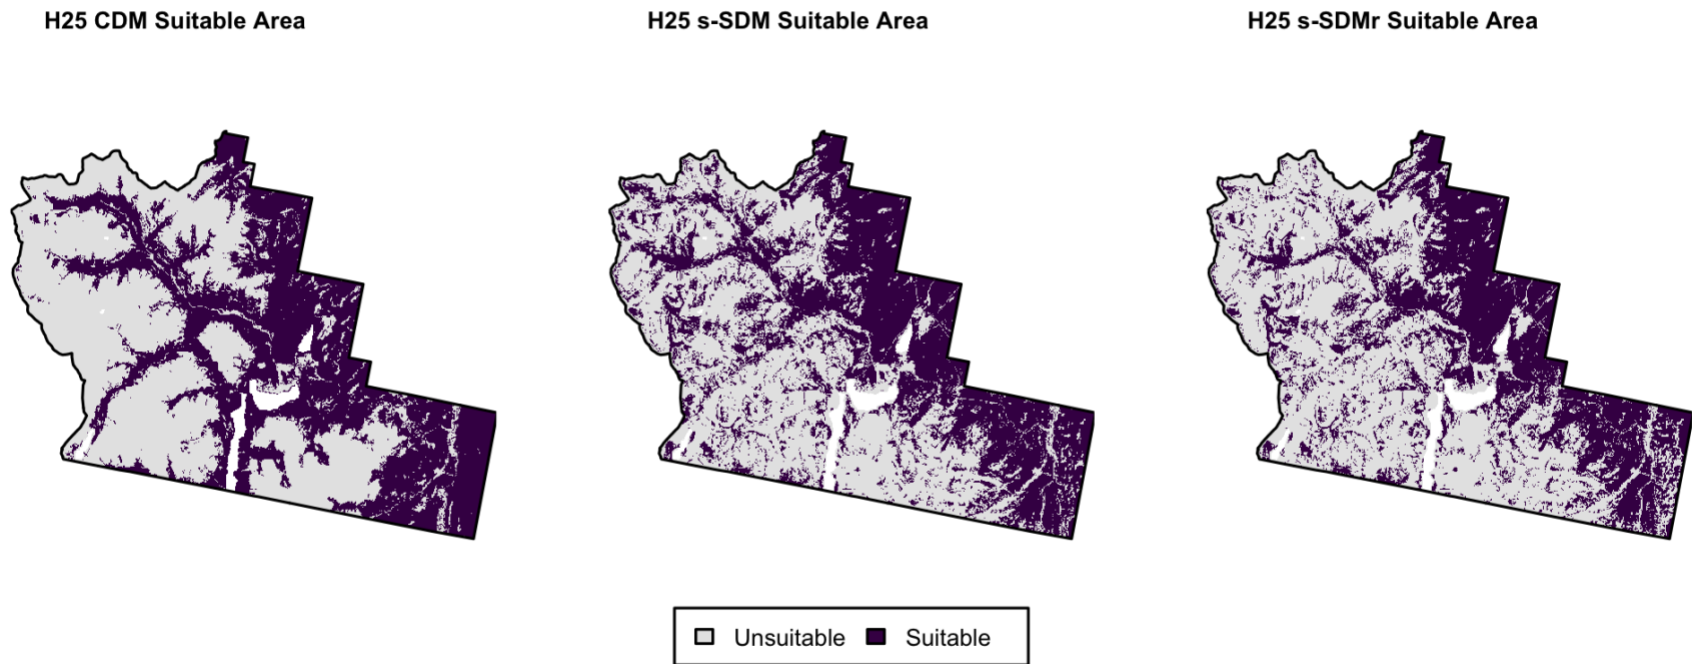 H25 CDM Suitable Area
H25 s-SDM Suitable Area
H25 s-SDMr Suitable Area
Unsuitable
Suitable